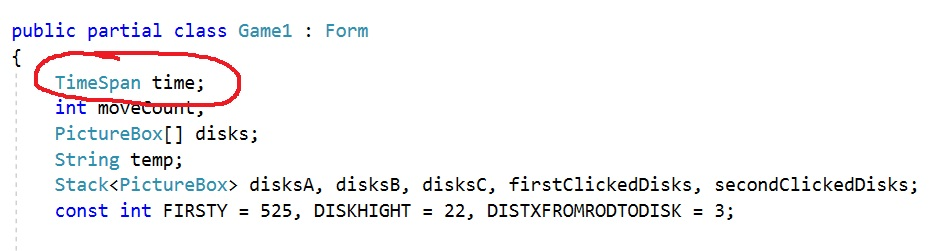 public partial class Game1 : Form
{
TimeSpan time;
int moveCount;
PictureBox[] disks;
String temp;
Stack<PictureBox> disksA, disksB, disksC, firstClickedDisks, secondClickedDisks;
const int FIRSTY = 525, DISKHIGHT = 22, DISTXFROMRODTODISK = 3;